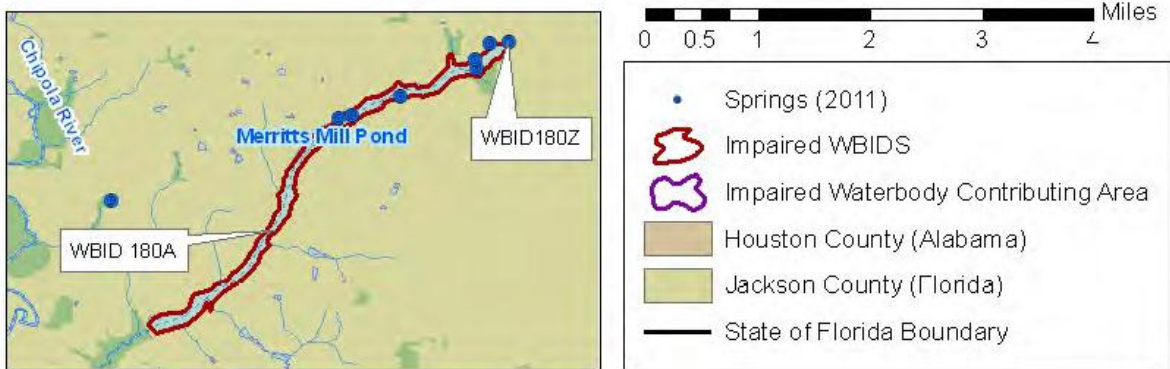 Chipola River
Merritts Mill Pond
WBID180Z
WBID 180A
Miles
0 0.5 1 2 3 4
Springs (2011)
Impaired WBIDS
Impaired Waterbody Contributing Area
Houston County (Alabama)
Jackson County (Florida)
State of Florida Boundary